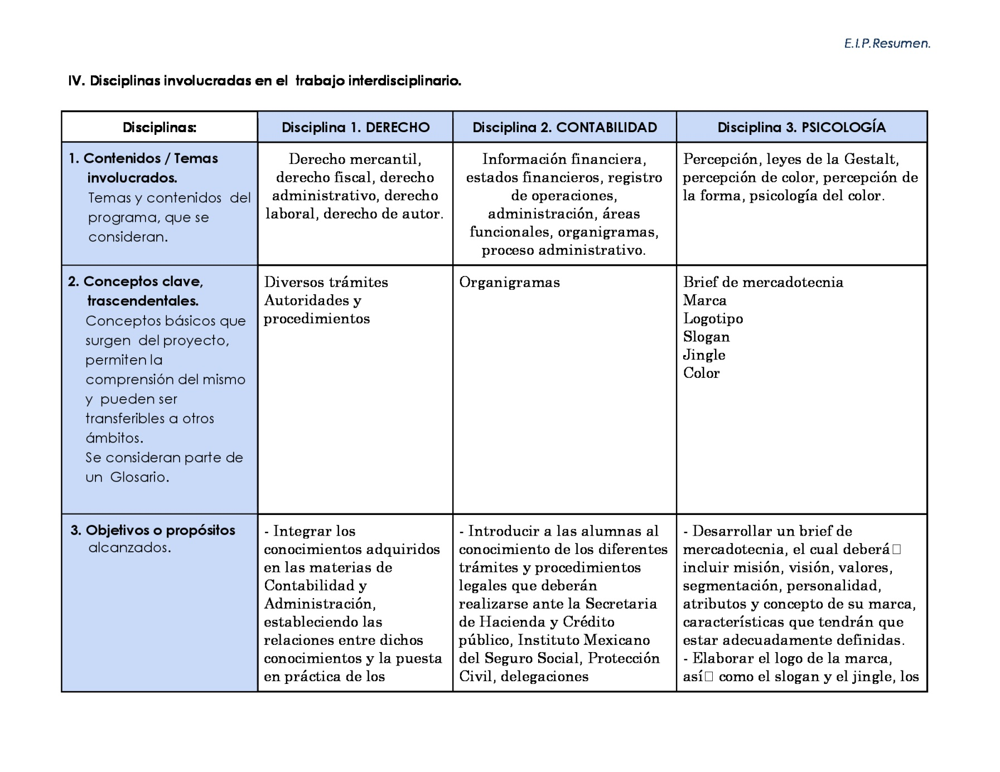 E.I.P.Resumen.
IV. Disciplinas involucradas en el  trabajo interdisciplinario.
Disciplinas:
Disciplina 1. DERECHO
Disciplina 2. CONTABILIDAD
Disciplina 3. PSICOLOGÍA
1. Contenidos / Temas
involucrados.
Temas y contenidos  del
programa, que se
consideran.
Derecho mercantil,
derecho fiscal, derecho
administrativo, derecho
laboral, derecho de autor.
Información financiera,
estados financieros, registro
de operaciones,
administración, áreas
funcionales, organigramas,
proceso administrativo.
Percepción, leyes de la Gestalt,
percepción de color, percepción de
la forma, psicología del color.
2. Conceptos clave,
trascendentales.
Conceptos básicos que
surgen  del proyecto,
permiten la
comprensión del mismo
y  pueden ser
transferibles a otros
ámbitos.
Se consideran parte de
un  Glosario.
Diversos trámites
Autoridades y
procedimientos
Organigramas
Brief de mercadotecnia
Marca
Logotipo
Slogan
Jingle
Color
3. Objetivos o propósitos
alcanzados.
- Integrar los
conocimientos adquiridos
en las materias de
Contabilidad y
Administración,
estableciendo las
relaciones entre dichos
conocimientos y la puesta
en práctica de los
- Introducir a las alumnas al
conocimiento de los diferentes
trámites y procedimientos
legales que deberán
realizarse ante la Secretaria
de Hacienda y Crédito
público, Instituto Mexicano
del Seguro Social, Protección
Civil, delegaciones
- Desarrollar un brief de
mercadotecnia, el cual deberá□
incluir misión, visión, valores,
segmentación, personalidad,
atributos y concepto de su marca,
características que tendrán que
estar adecuadamente definidas.
- Elaborar el logo de la marca,
así□ como el slogan y el jingle, los